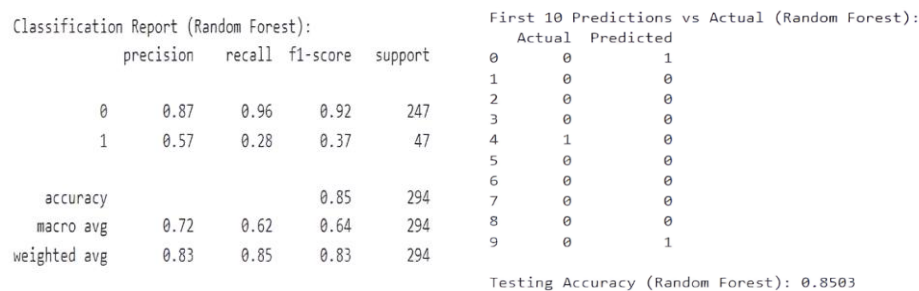 Classification Report (Random Forest):
precision recall f1-score support
0 0.87 0.96 0.92 247
1 0.57 0.28 0.37 47
accuracy 0.85 294
macro avg 0.72 0.62 0.64 294
weighted avg 0.83 0.85 0.83 294
First 10 Predictions vs Actual (Random Forest):
Actual Predicted
0 0 1
1 0 0
2 0 0
3 0 0
4 1 0
5 0 0
6 0 0
7 0 0
8 0 0
9 0 1
Testing Accuracy (Random Forest): 0.8503